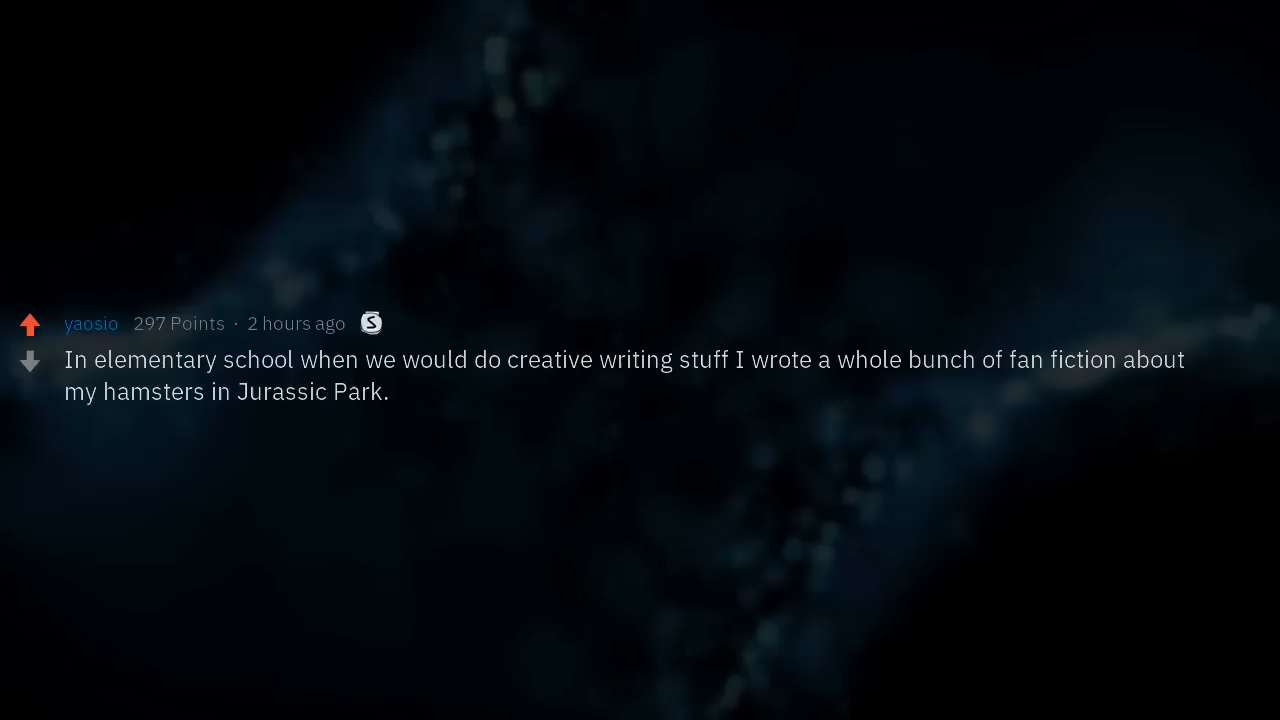 yaosio 297 Points · 2 hours ago S
In elementary school when we would do creative writing stuff I wrote a whole bunch of fan fiction about
my hamsters in Jurassic Park.